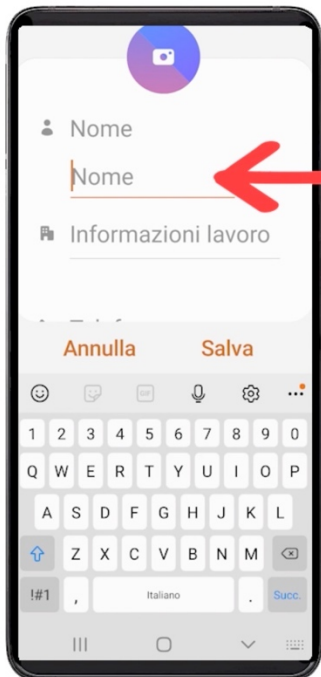 Nome
Nome
Informazioni lavoro
Annulla Salva
GIF
1 2 3 4 5 6 7 8 9 0
Q W E R T Y U I O P
A S D F G H J K L
Z X C V B N M
!#1 , Italiano . Succ.